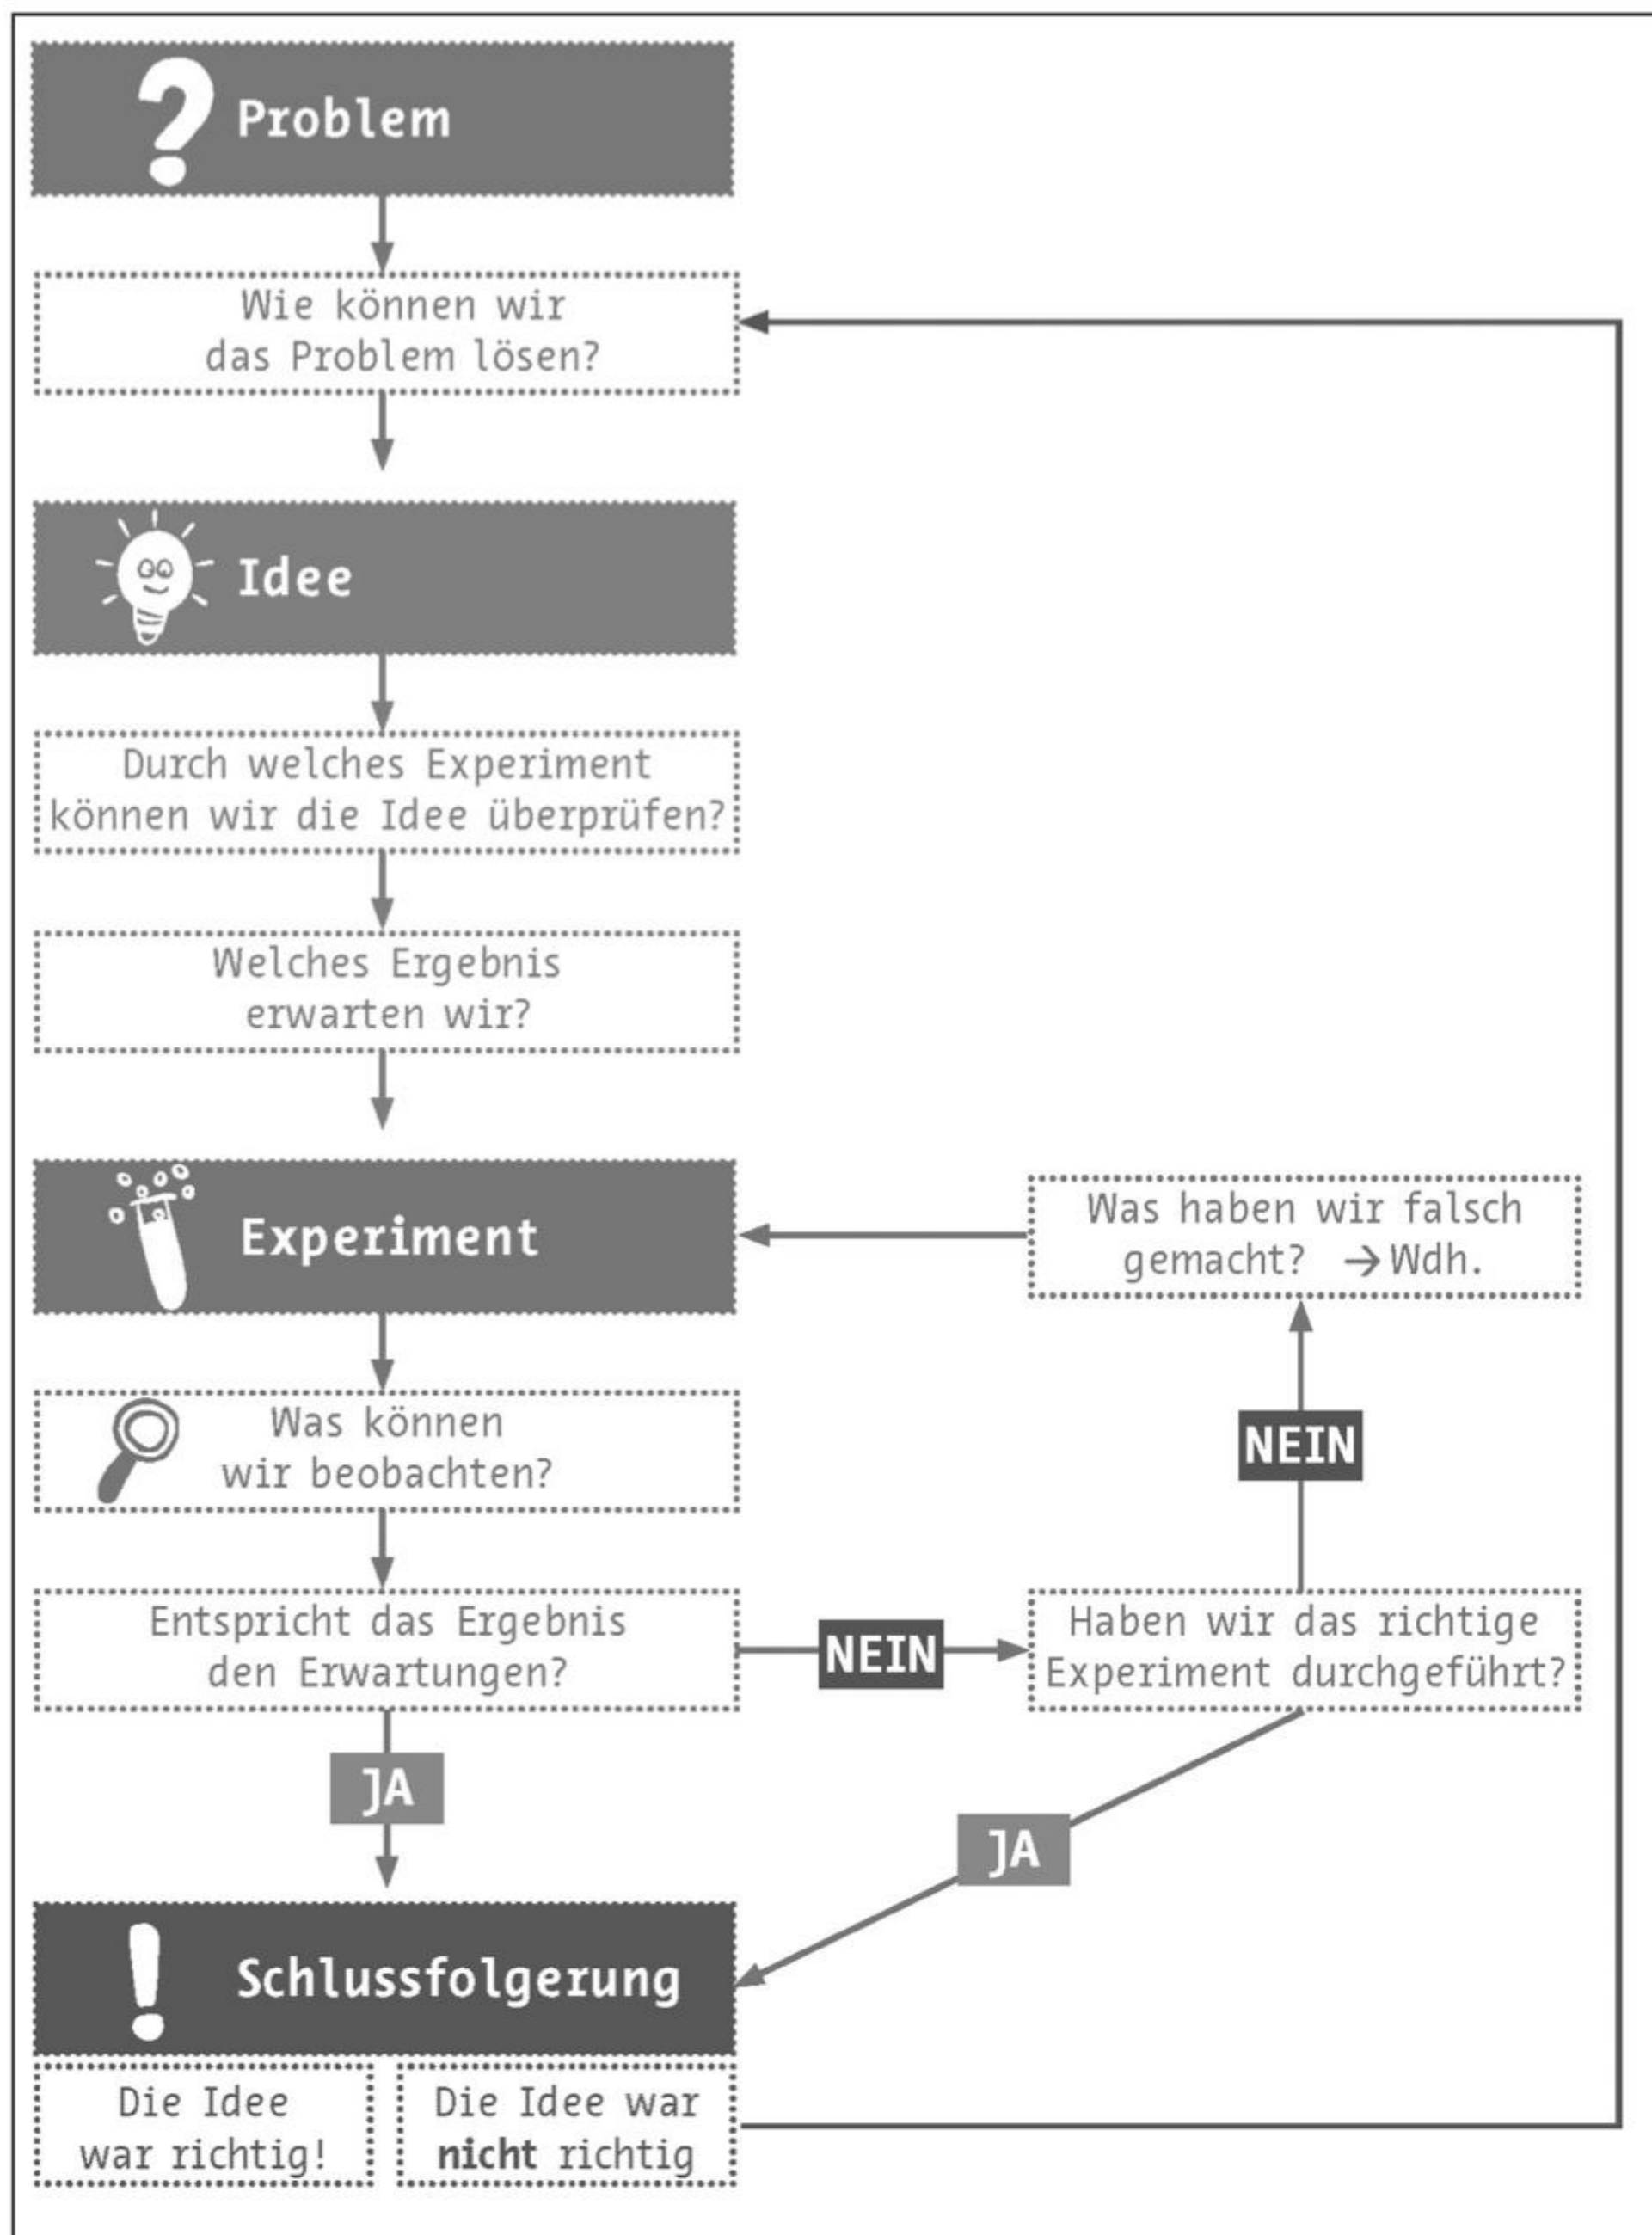 Problem
Wie können wir
das Problem lösen?
Idee
Durch welches Experiment
können wir die Idee überprüfen?
Welches Ergebnis
erwarten wir?
Experiment
Was haben wir falsch
gemacht? → Wdh.
Was können
wir beobachten?
NEIN
Entspricht das Ergebnis
den Erwartungen?
NEIN
Haben wir das richtige
Experiment durchgeführt?
JA
JA
Schlussfolgerung
Die Idee
war richtig!
Die Idee war
nicht richtig